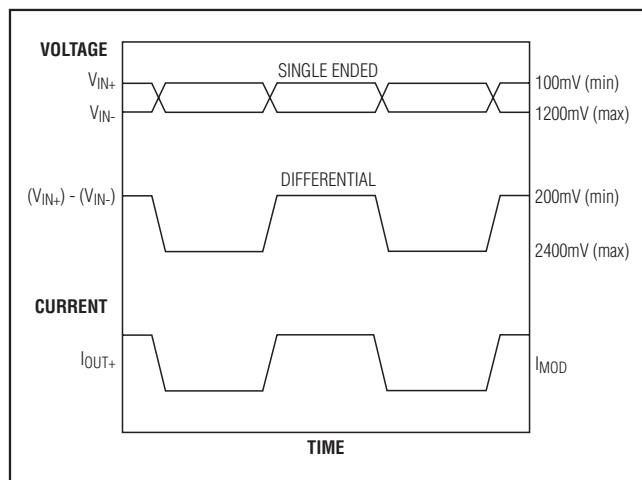 VOLTAGE
V_IN+
SINGLE ENDED
100mV (min)
V_IN-
1200mV (max)
DIFFERENTIAL
(V_IN+) - (V_IN-)
200mV (min)
2400mV (max)
CURRENT
I_OUT+
I_MOD
TIME